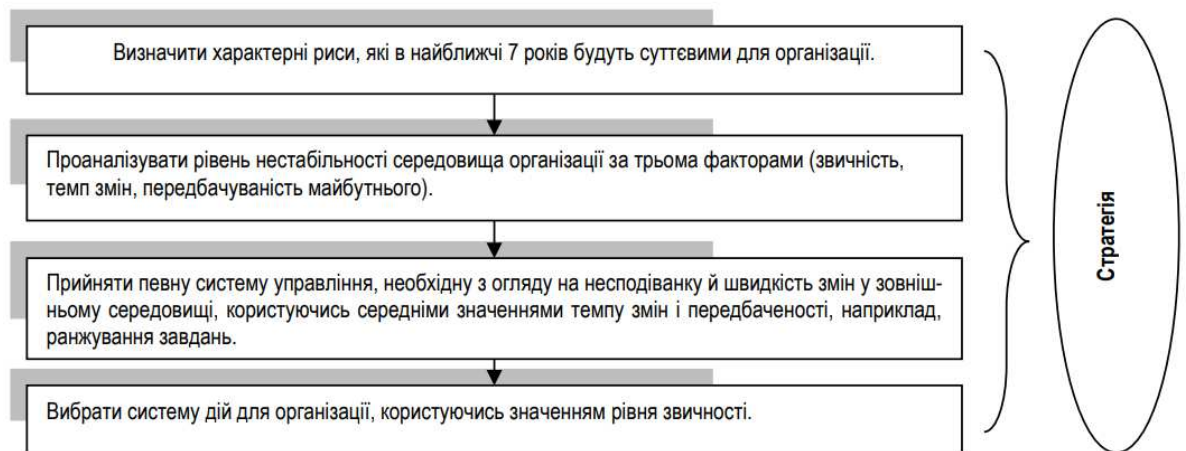 Визначити характерні риси, які в найближчі 7 років будуть суттєвими для організації.
Проаналізувати рівень нестабільності середовища організації за трьома факторами (звичність,
темп змін, передбачуваність майбутнього).
Прийняти певну систему управління, необхідну з огляду на несподіванку й швидкість змін у зовніш-
ньому середовищі, користуючись середніми значеннями темпу змін і передбаченості, наприклад,
ранжування завдань.
Вибрати систему дій для організації, користуючись значенням рівня звичності.
Стратегія